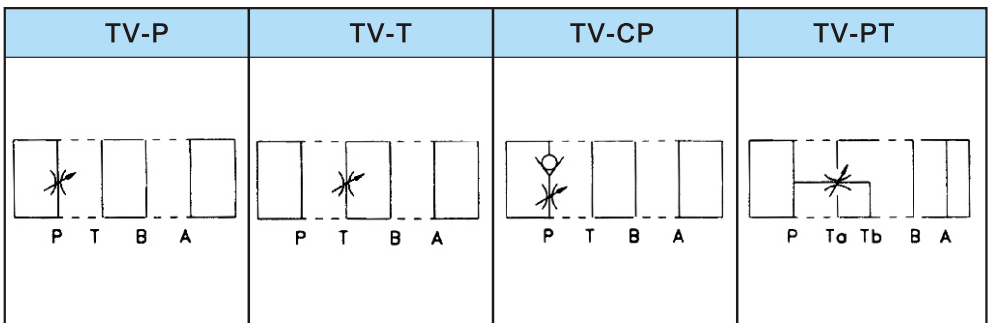 TV-P TV-T TV-CP TV-PT
P T B A P T B A P T B A P Ta Tb B A